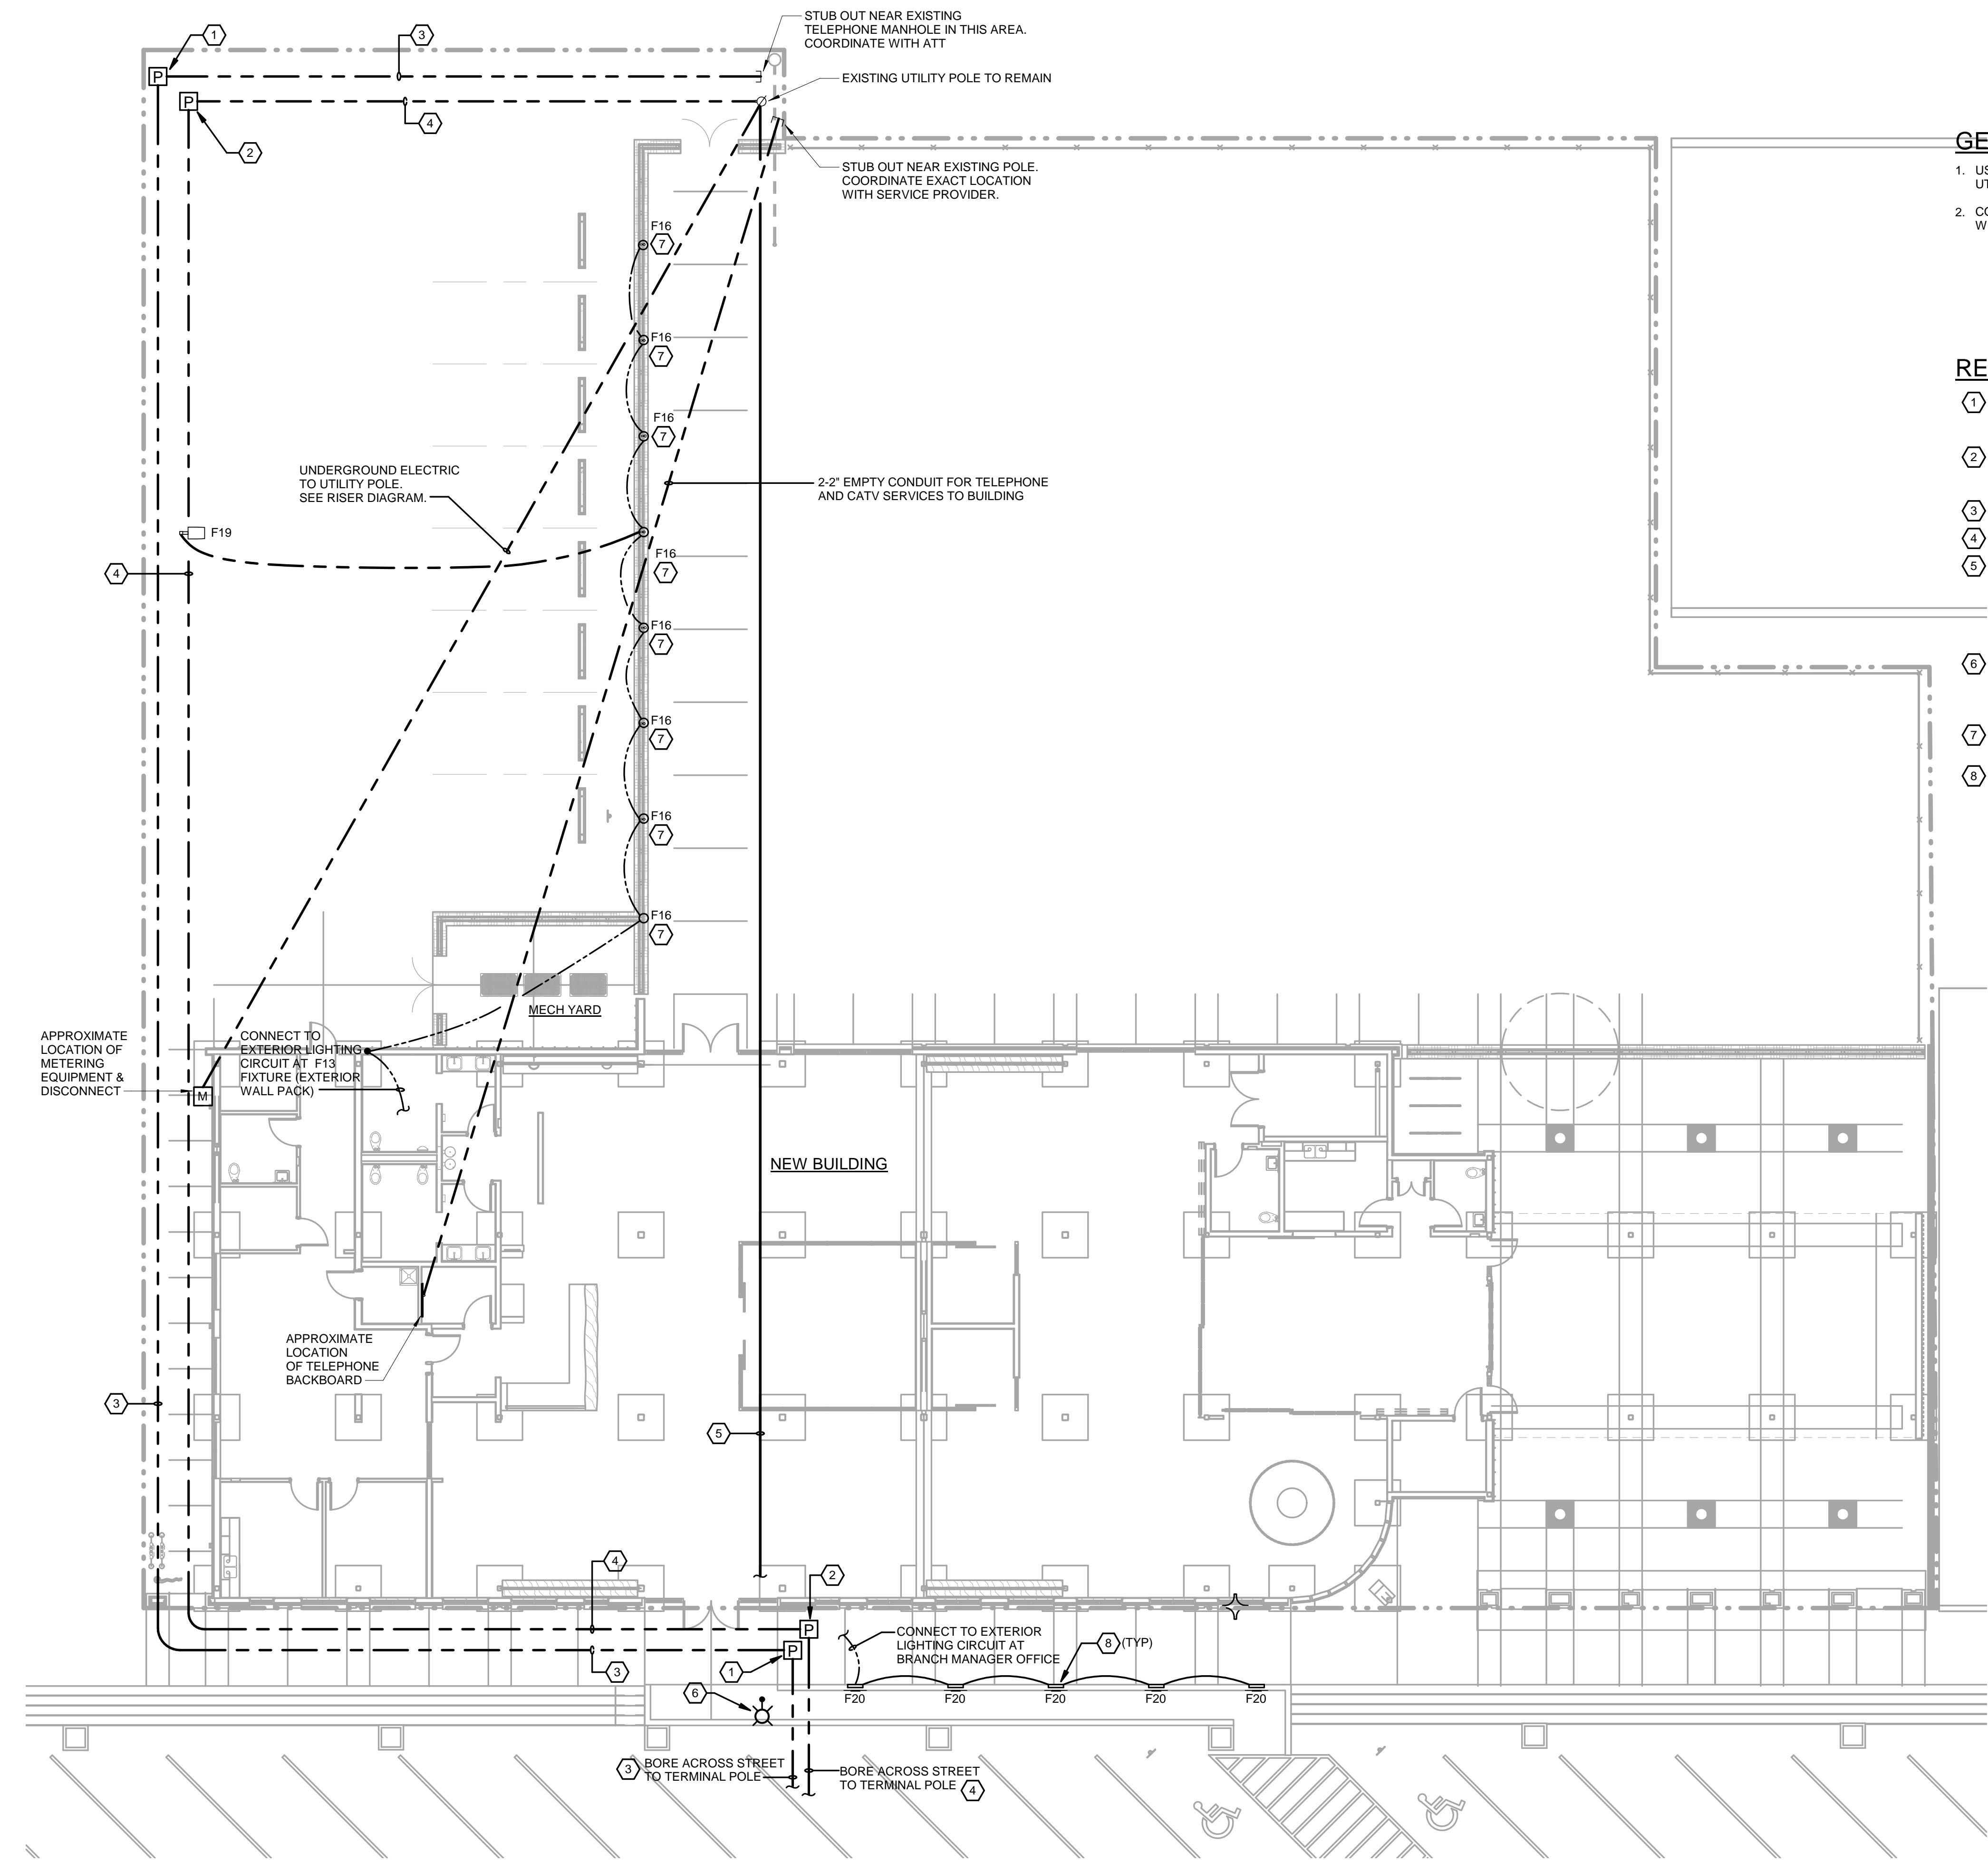 1
3
STUB OUT NEAR EXISTING
TELEPHONE MANHOLE IN THIS AREA.
COORDINATE WITH ATT
P
EXISTING UTILITY POLE TO REMAIN
P
4
2
STUB OUT NEAR EXISTING POLE.
COORDINATE EXACT LOCATION
WITH SERVICE PROVIDER.
GE
1. US
UT
2. CO
W
F16
7
F16
7
RE
1
2
3
4
5
6
7
8
F16
7
UNDERGROUND ELECTRIC
TO UTILITY POLE.
SEE RISER DIAGRAM.
2-2" EMPTY CONDUIT FOR TELEPHONE
AND CATV SERVICES TO BUILDING
F19
F16
7
4
F16
7
F16
7
F16
7
F16
7
MECH YARD
APPROXIMATE
LOCATION OF
METERING
EQUIPMENT &
DISCONNECT
CONNECT TO
EXTERIOR LIGHTING
CIRCUIT AT F13
FIXTURE (EXTERIOR
WALL PACK)
M
NEW BUILDING
APPROXIMATE
LOCATION
OF TELEPHONE
BACKBOARD
3
5
4
2
P
P
1
3
CONNECT TO EXTERIOR
LIGHTING CIRCUIT AT
BRANCH MANAGER OFFICE
8 (TYP)
6
F20
F20
F20
F20
F20
3 BORE ACROSS STREET
TO TERMINAL POLE
BORE ACROSS STREET
TO TERMINAL POLE 4